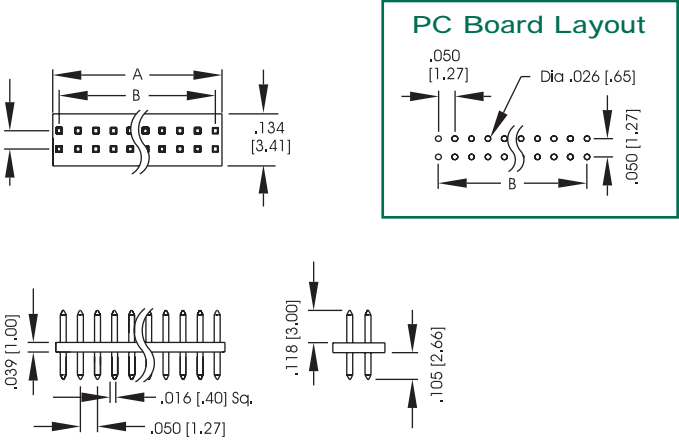 PC Board Layout
.050
[1.27]
Dia .026 [.65]
.050 [1.27]
B
A
B
.134
[3.41]
.039 [1.00]
.016 [.40] Sq.
.050 [1.27]
.118 [3.00]
.105 [2.66]